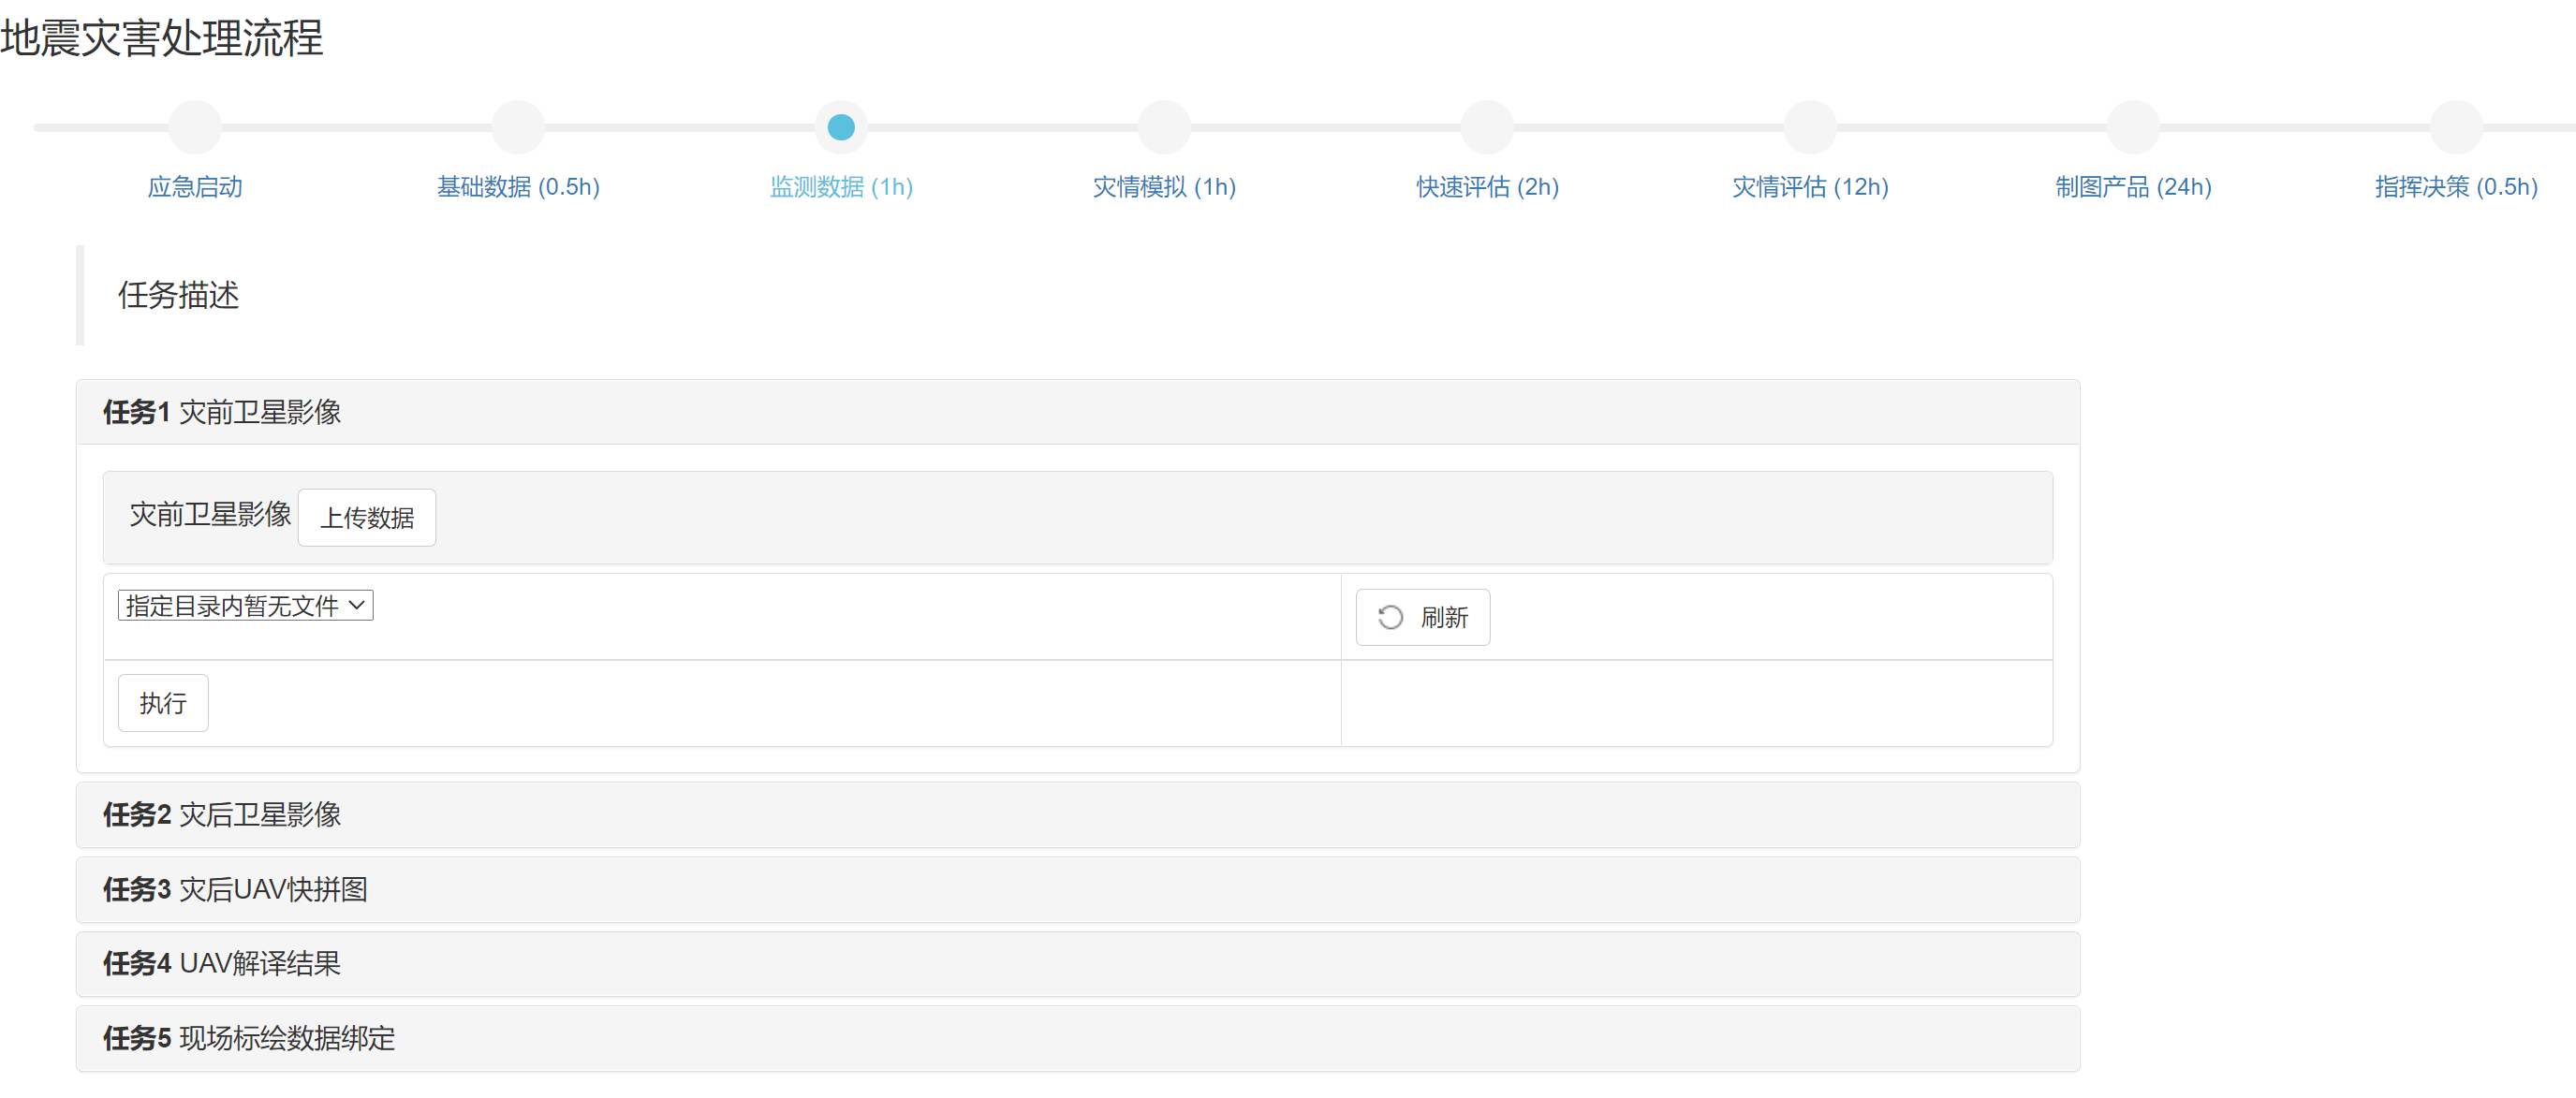 地震灾害处理流程
应急启动 基础数据 (0.5h) 监测数据 (1h) 灾情模拟 (1h) 快速评估 (2h) 灾情评估 (12h) 制图产品 (24h) 指挥决策 (0.5h)
任务描述
任务1 灾前卫星影像
灾前卫星影像 上传数据
指定目录内暂无文件 刷新
执行
任务2 灾后卫星影像
任务3 灾后UAV快拼图
任务4 UAV解译结果
任务5 现场标绘数据绑定